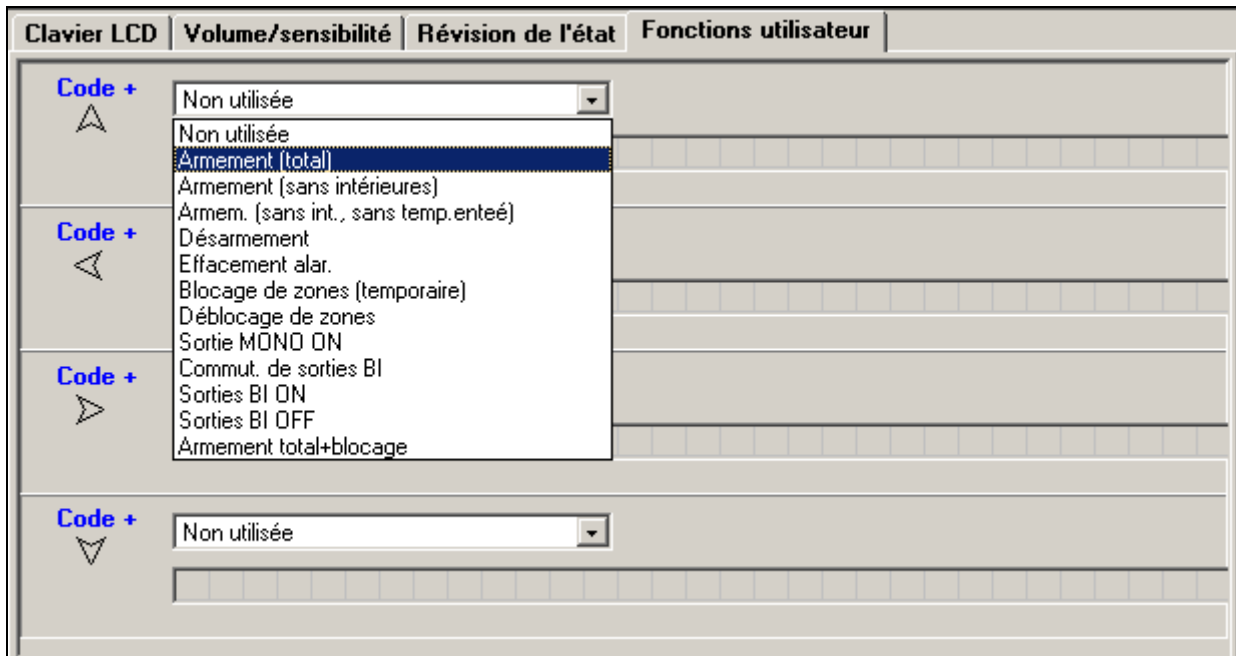 Clavier LCD Volume/sensibilité Révision de l'état Fonctions utilisateur
Code + Non utilisée
Non utilisée
Armement (total)
Armement (sans intérieures)
Armem. (sans int., sans temp.enteé)
Code +
Désarmement
Effacement alar.
Blocage de zones (temporaire)
Déblocage de zones
Sortie MONO ON
Commut. de sorties BI
Code +
Sorties BI ON
Sorties BI OFF
Armement total+blocage
Code + Non utilisée